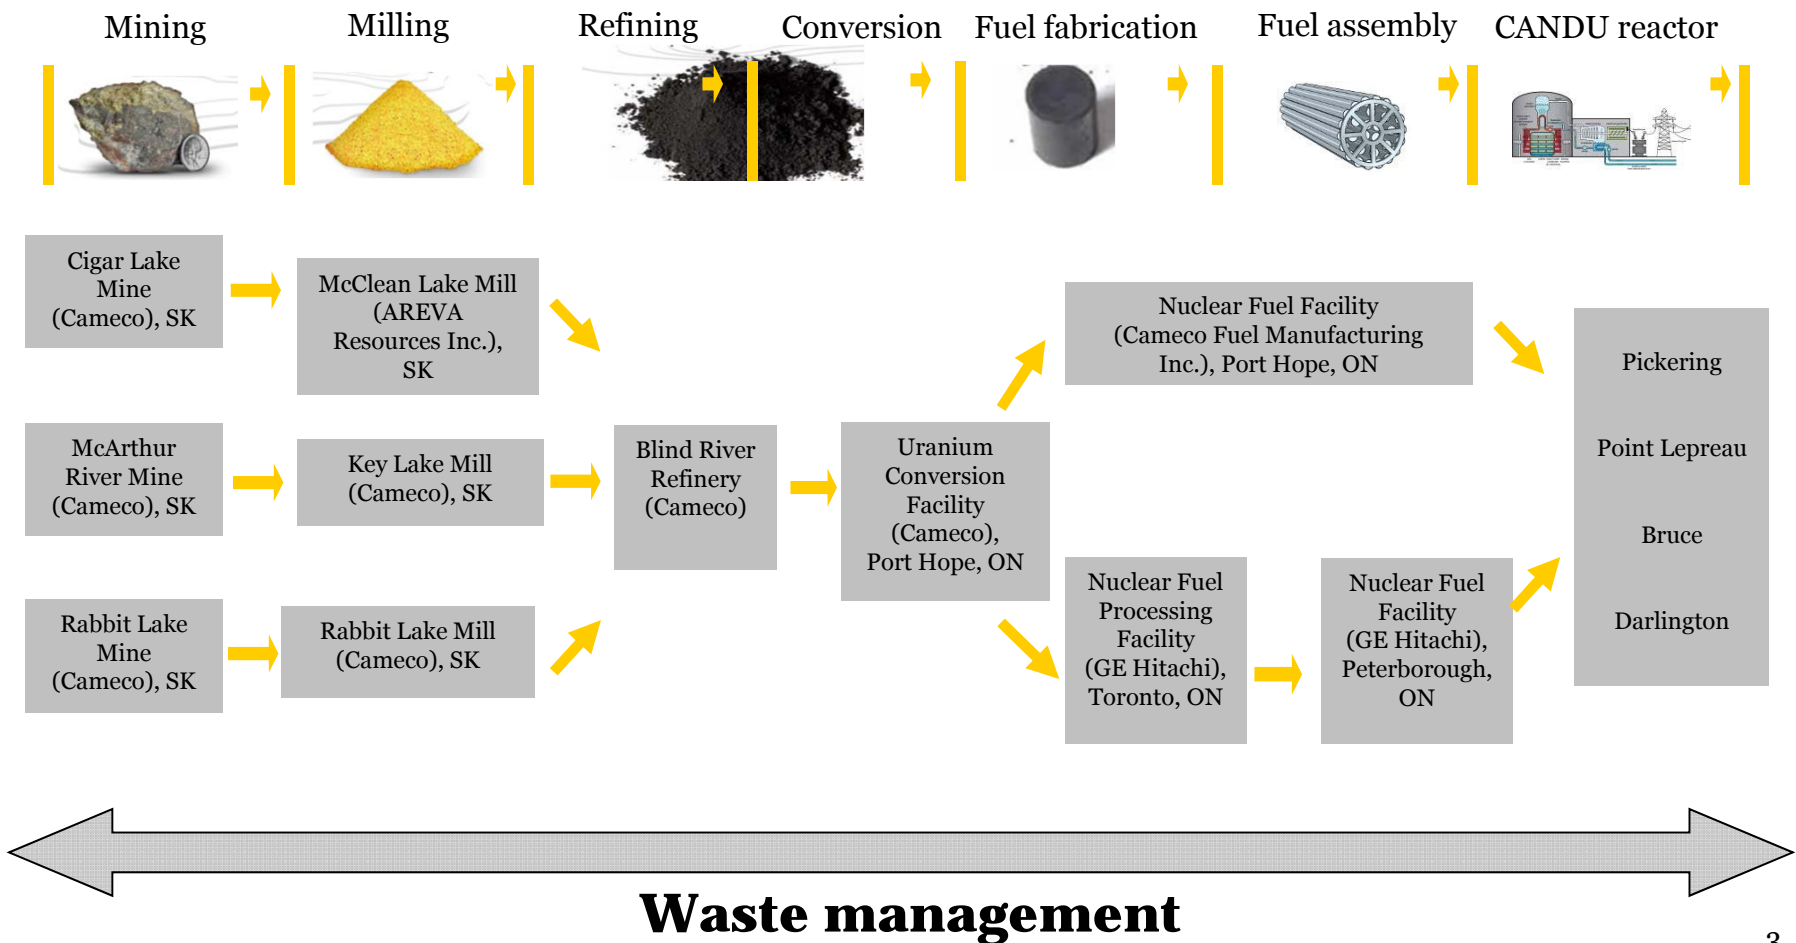 Mining
Milling
Refining
Conversion
Fuel fabrication
Fuel assembly
CANDU reactor
Cigar Lake
Mine
(Cameco), SK
McClean Lake Mill
(AREVA
Resources Inc.),
SK
Nuclear Fuel Facility
(Cameco Fuel Manufacturing
Inc.), Port Hope, ON
McArthur
River Mine
(Cameco), SK
Key Lake Mill
(Cameco), SK
Blind River
Refinery
(Cameco)
Uranium
Conversion
Facility
(Cameco),
Port Hope, ON
Rabbit Lake
Mine
(Cameco), SK
Rabbit Lake Mill
(Cameco), SK
Nuclear Fuel
Processing
Facility
(GE Hitachi),
Toronto, ON
Nuclear Fuel
Facility
(GE Hitachi),
Peterborough,
ON
Pickering
Point Lepreau
Bruce
Darlington
Waste management
3